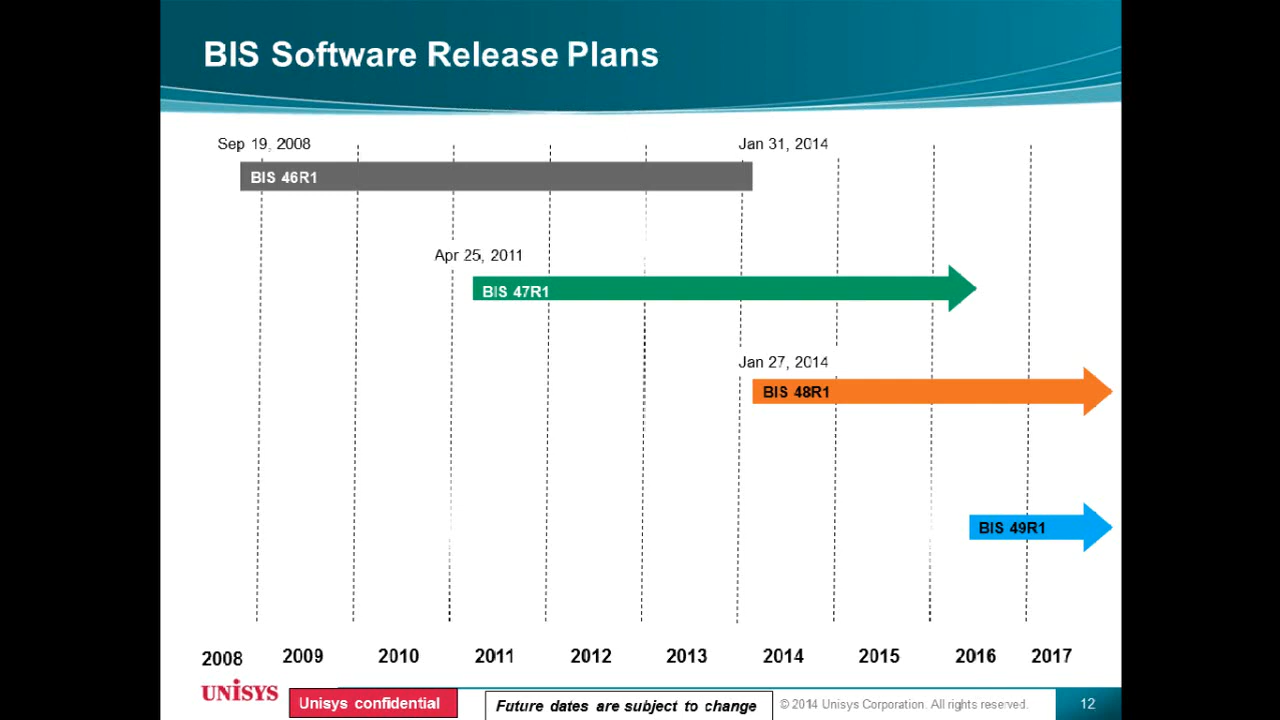 BIS Software Release Plans
Sep 19, 2008
Jan 31, 2014
BIS 46R1
Apr 25, 2011
BIS 47R1
Jan 27, 2014
BIS 48R1
BIS 49R1
2008 2009 2010 2011 2012 2013 2014 2015 2016 2017
UNISYS
Unisys confidential
Future dates are subject to change
© 2014 Unisys Corporation. All rights reserved.
12